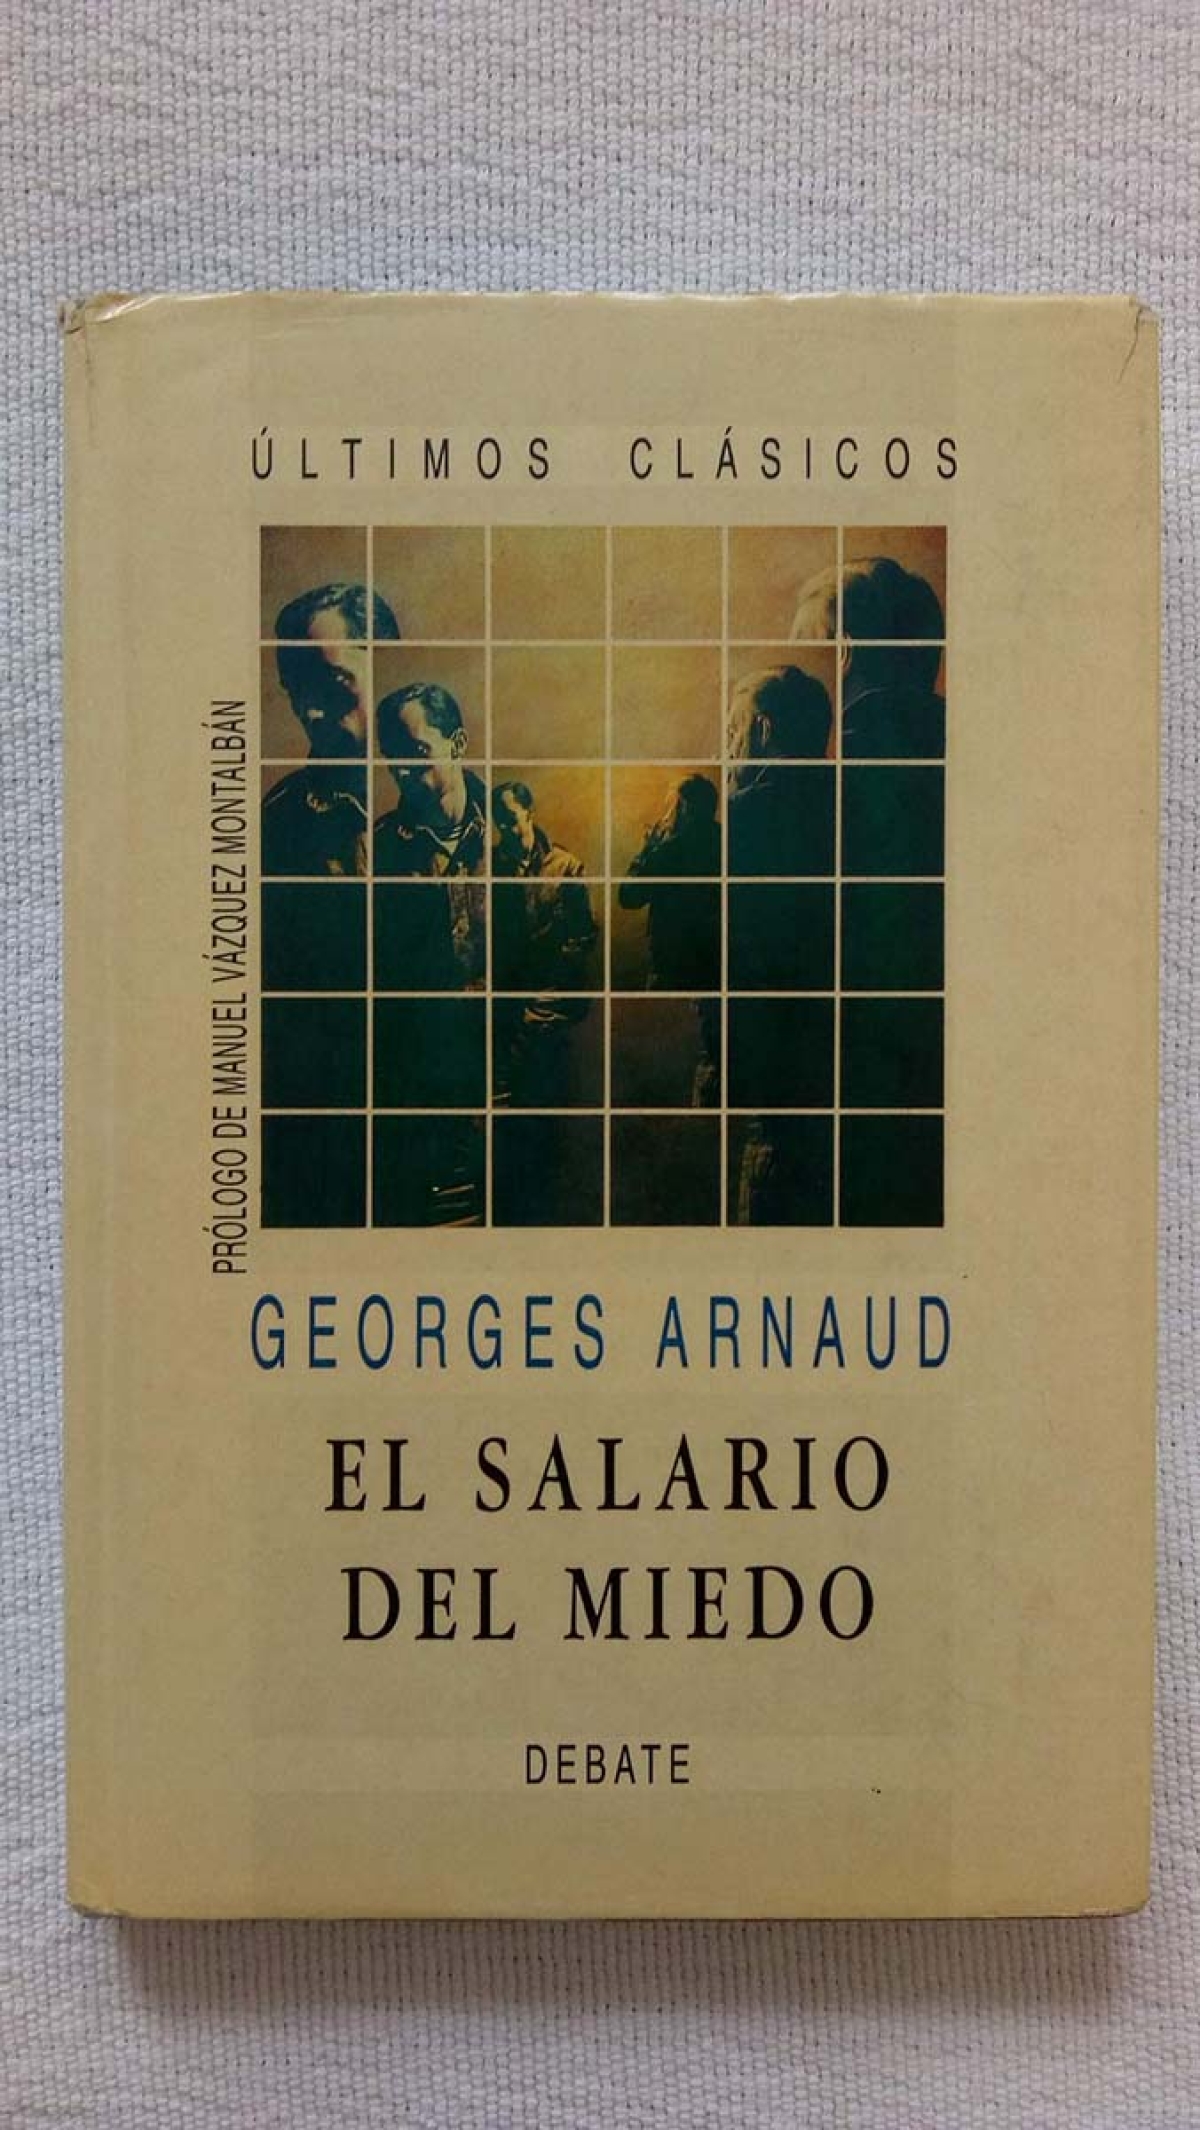 ÚLTIMOS CLÁSICOS
PRÓLOGO DE MANUEL VÁZQUEZ MONTALBÁN
GEORGES ARNAUD
EL SALARIO
DEL MIEDO
DEBATE